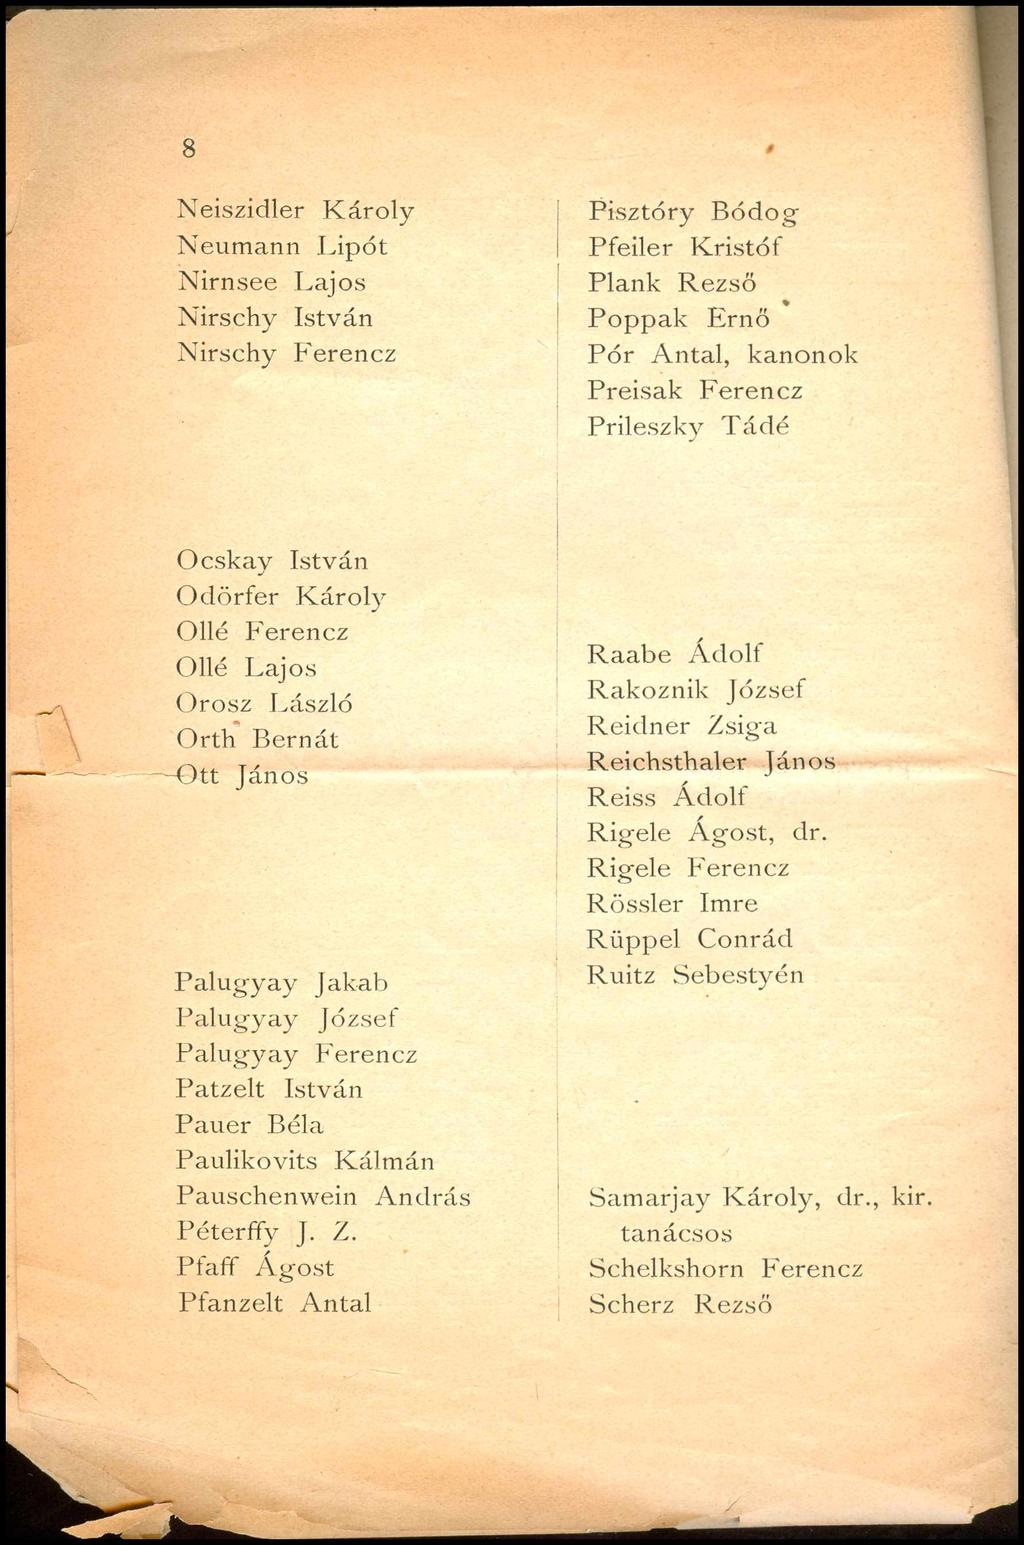 8
Neiszidler Károly
Neumann Lipót
Nirnsee Lajos
Nirschy István
Nirschy Ferencz
Ocskay István
Odörfer Károly
Ollé Ferencz
Ollé Lajos
Orosz László
Orth Bernát
Ott János
Palugyay Jakab
Palugyay József
Palugyay Ferencz
Patzelt István
Pauer Béla
Paulikovits Kálmán
Pauschenwein András
Péterffy J. Z.
Pfaff Ágost
Pfanzelt Antal
Pisztóry Bódog
Pfeiler Kristóf
Plank Rezső
Poppak Ernő
Pór Antal, kanonok
Preisak Ferencz
Prileszky Tádé
Raabe Ádolf
Rakoznik József
Reidner Zsiga
Reichsthaler János
Reiss Ádolf
Rigele Ágost, dr.
Rigele Ferencz
Rössler Imre
Rüppel Conrád
Ruitz Sebestyén
Samarjay Károly, dr., kir.
tanácsos
Schelkshorn Ferencz
Scherz Rezső